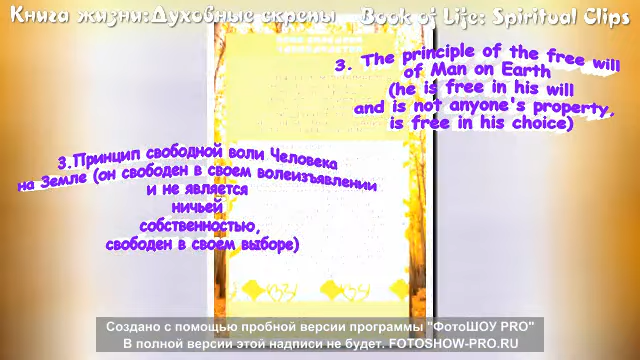 Книга жизни:Духовные скрепы
Book of Life: Spiritual Clips
3. The principle of the free will
of Man on Earth
(he is free in his will
and is not anyone's property,
is free in his choice)
3.Принцип свободной воли Человека
на Земле (он свободен в своем волеизъявлении
и не является
ничьей
собственностью,
свободен в своем выборе)
Создано с помощью пробной версии программы "ФотоШОУ PRO"
В полной версии этой надписи не будет. FOTOSHOW-PRO.RU